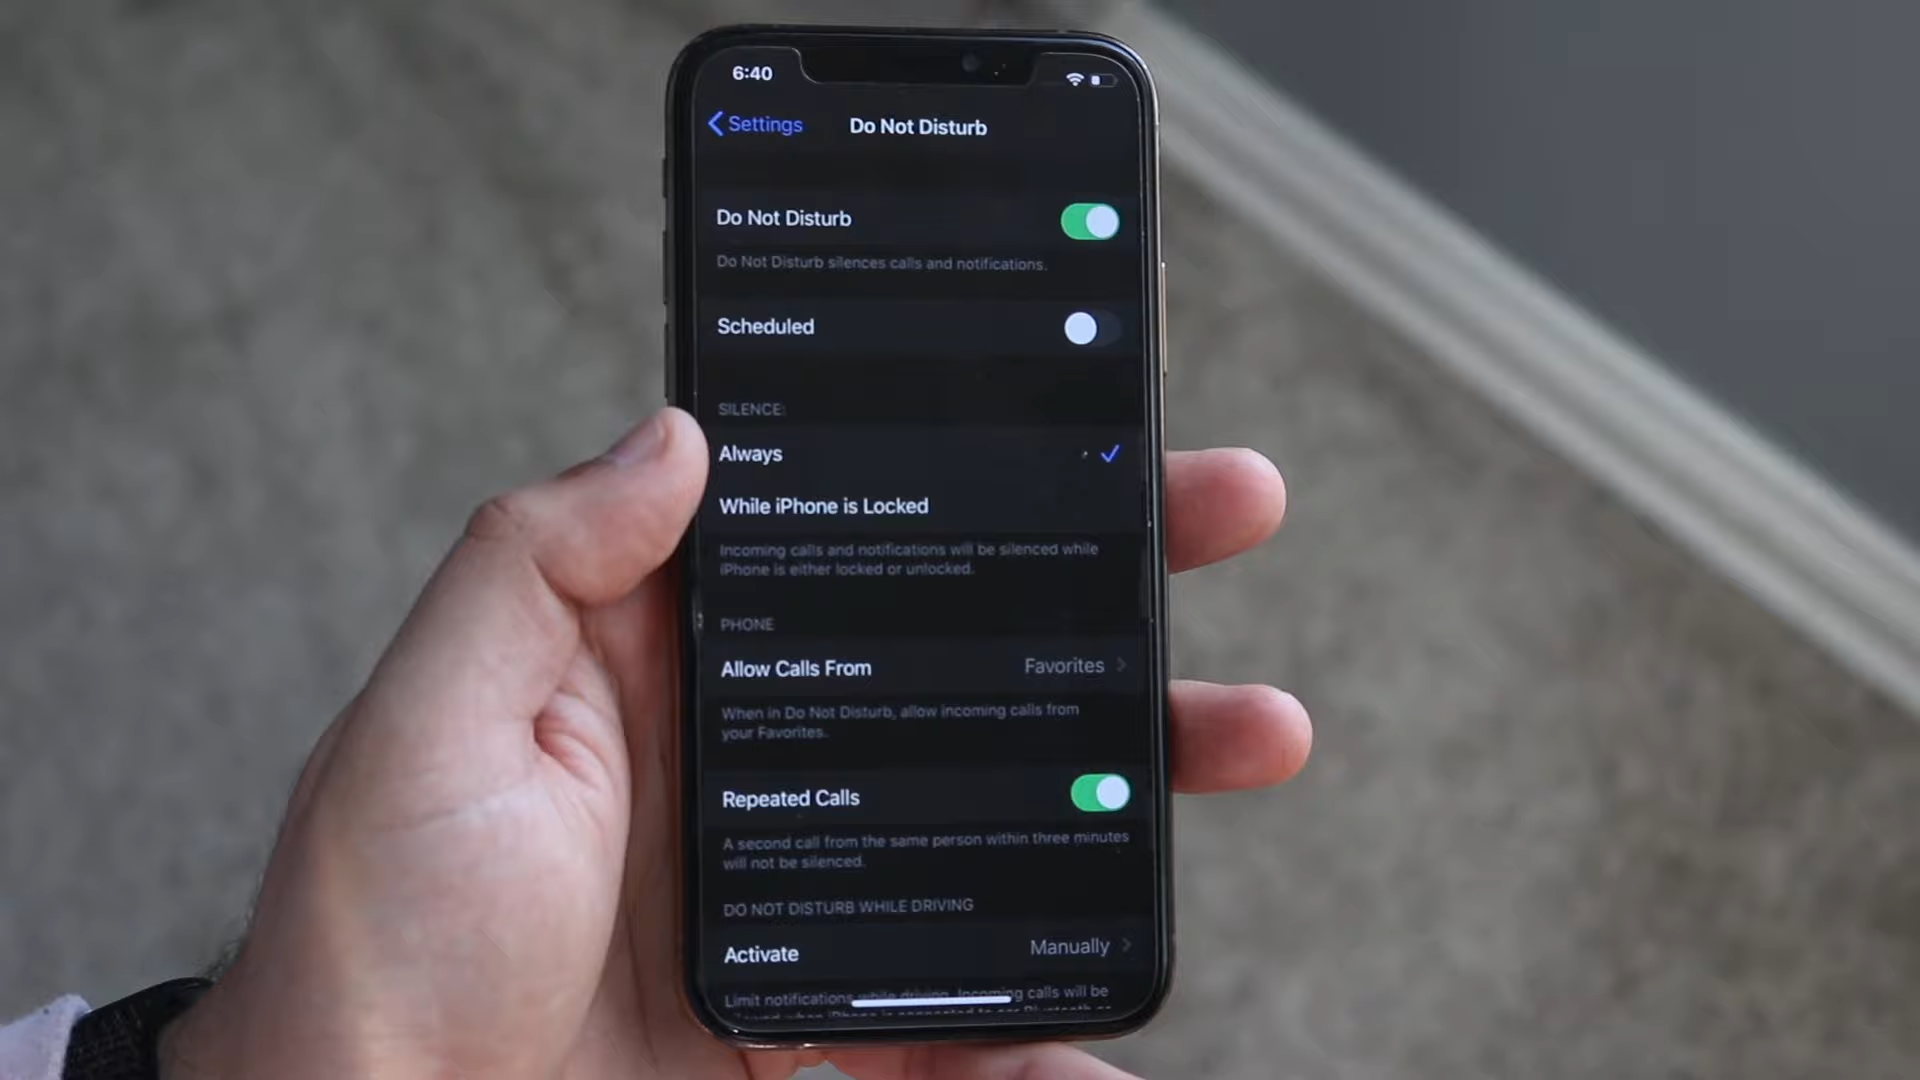 6:40
Settings
Do Not Disturb
Do Not Disturb
Do Not Disturb silences calls and notifications.
Scheduled
SILENCE:
Always
While iPhone is Locked
Incoming calls and notifications will be silenced while
iPhone is either locked or unlocked.
PHONE
Allow Calls From
Favorites
When in Do Not Disturb, allow incoming calls from
your Favorites.
Repeated Calls
A second call from the same person within three minutes
will not be silenced.
DO NOT DISTURB WHILE DRIVING
Activate
Manually
Limit notifications while driving. Incoming calls will be